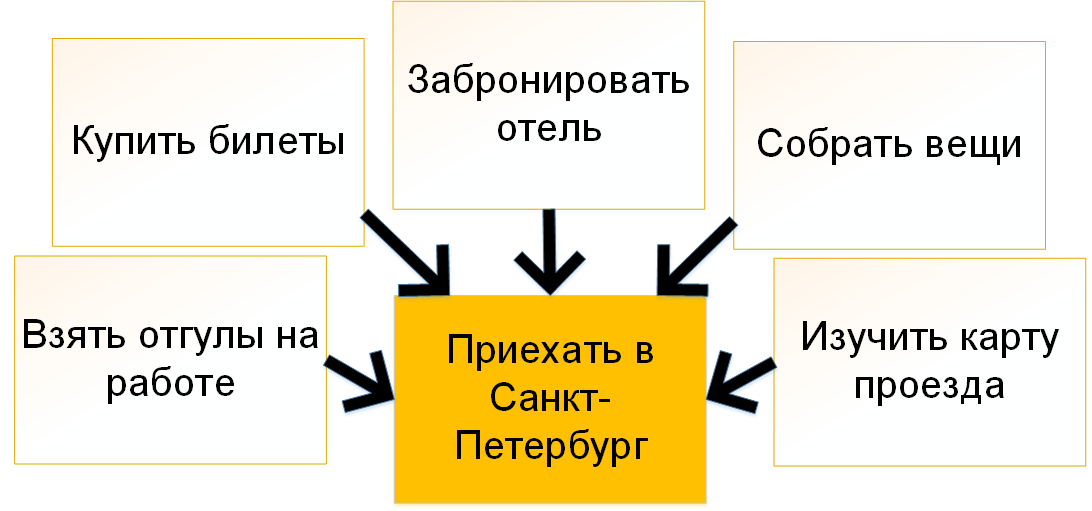 Забронировать
отель
Купить билеты
Собрать вещи
Взять отгулы на
работе
Приехать в
Санкт-
Петербург
Изучить карту
проезда